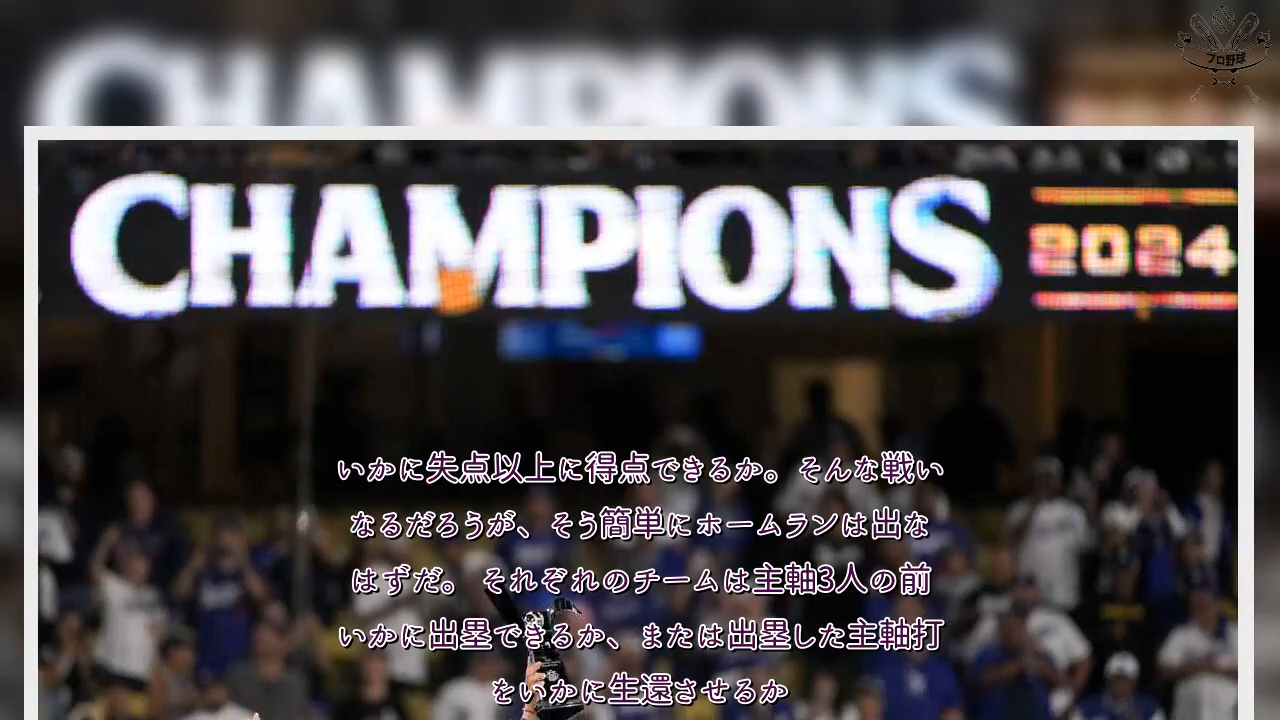 CHAMPIONS
プロ野球
CHAMPIONS
2024
いかに失点以上に得点できるか。そんな戦い
なるだろうが、そう簡単にホームランは出な
はずだ。 それぞれのチームは主軸3人の前
いかに出塁できるか、または出塁した主軸打
をいかに生還させるか